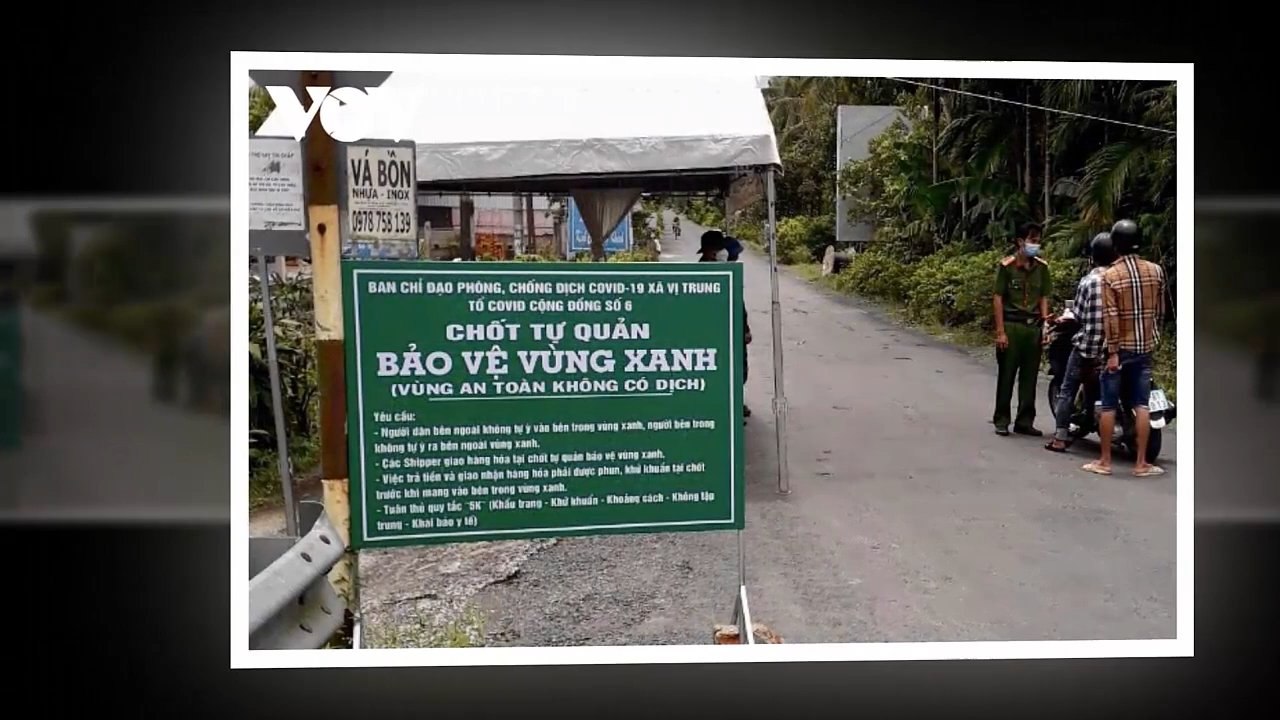 VOV
VÁ BỒN
NHỰA - INOX
0978 758 139
BAN CHỈ ĐẠO PHÒNG, CHỐNG DỊCH COVID-19 XÃ VỊ TRUNG
TỔ COVID CỘNG ĐỒNG SỐ 6
CHỐT TỰ QUẢN
BẢO VỆ VÙNG XANH
(VÙNG AN TOÀN KHÔNG CÓ DỊCH)
Yêu cầu:
- Người dân bên ngoài không tự ý vào bên trong vùng xanh, người bên trong
không tự ý ra bên ngoài vùng xanh.
- Các Shipper giao hàng hóa tại chốt tự quản bảo vệ vùng xanh.
- Việc trả tiền và giao nhận hàng hóa phải được phun, khử khuẩn tại chốt
trước khi mang vào bên trong vùng xanh.
- Tuân thủ quy tắc "5K" (Khẩu trang - Khử khuẩn - Khoảng cách - Không tập
trung - Khai báo y tế)